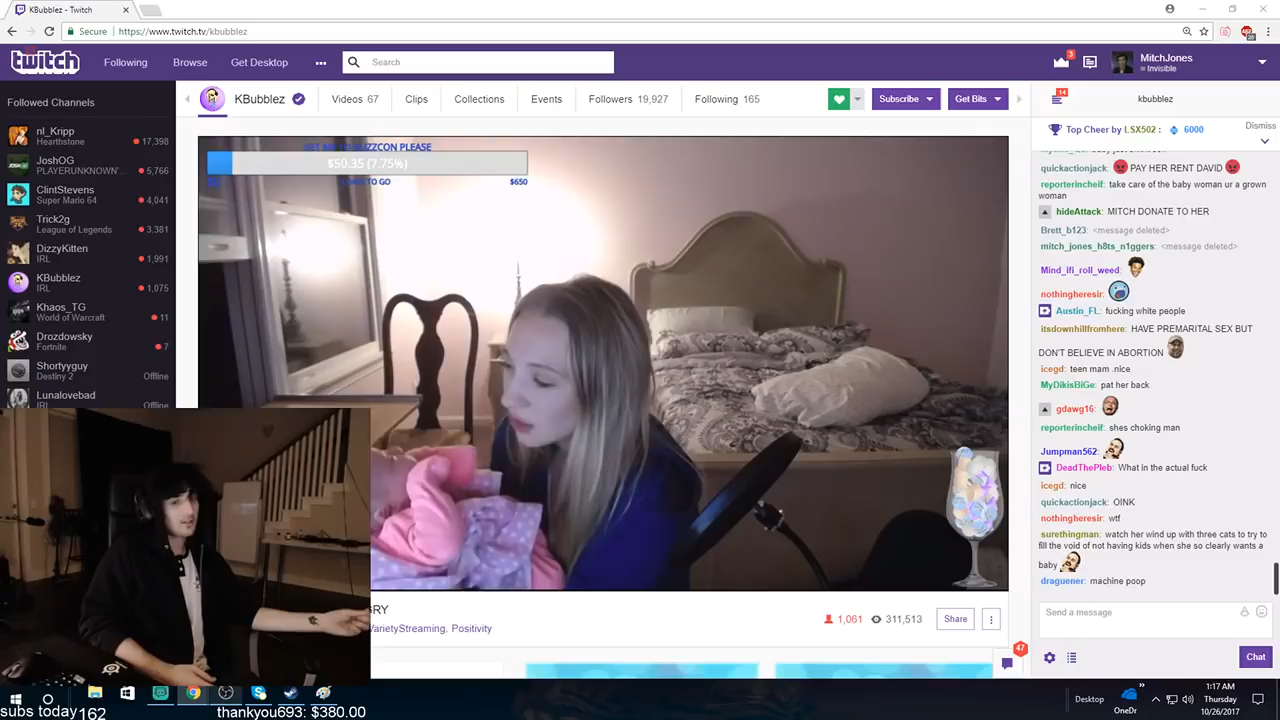 KBubblez - Twitch
Secure
https://www.twitch.tv/kbubblez
twitch
Following
Browse
Get Desktop
Search
3
MitchJones
Invisible
Followed Channels
nl_Kripp
Hearthstone
17,398
JoshOG
PLAYERUNKNOWN'...
5,766
ClintStevens
Super Mario 64
4,041
Trick2g
League of Legends
3,381
DizzyKitten
IRL
1,991
KBubblez
IRL
1,075
Khaos_TG
World of Warcraft
11
Drozdowsky
Fortnite
7
Shortyyguy
Destiny 2
Offline
Lunalovebad
IRL
Offline
KBubblez
Videos 67
Clips
Collections
Events
Followers 19,927
Following 165
Subscribe
Get Bits
PLEASE
$50.35 (7.75%)
TO GO
$650
GRY
VarietyStreaming, Positivity
1,061
311,513
Share
47
14
kbubblez
Top Cheer by LSX502 : 6000
Dismiss
quickactionjack: PAY HER RENT DAVID
reporterincheif: take care of the baby woman ur a grown
woman
hideAttack: MITCH DONATE TO HER
Brett_b123: <message deleted>
mitch_jones_h8ts_n1ggers: <message deleted>
Mind_ifi_roll_weed:
nothingheresir:
Austin_FL: fucking white people
itsdownhillfromhere: HAVE PREMARITAL SEX BUT
DON'T BELIEVE IN ABORTION
icegd: teen mam .nice
MyDikisBiGe: pat her back
gdawg16:
reporterincheif: shes choking man
Jumpman562:
DeadThePleb: What in the actual fuck
icegd: nice
quickactionjack: OINK
nothingheresir: wtf
surethingman: watch her wind up with three cats to try to
fill the void of not having kids when she so clearly wants a
baby
draguener: machine poop
Send a message
Chat
Desktop
OneDr
1:17 AM
Thursday
10/26/2017
subs today 162
thankyou693: $380.00